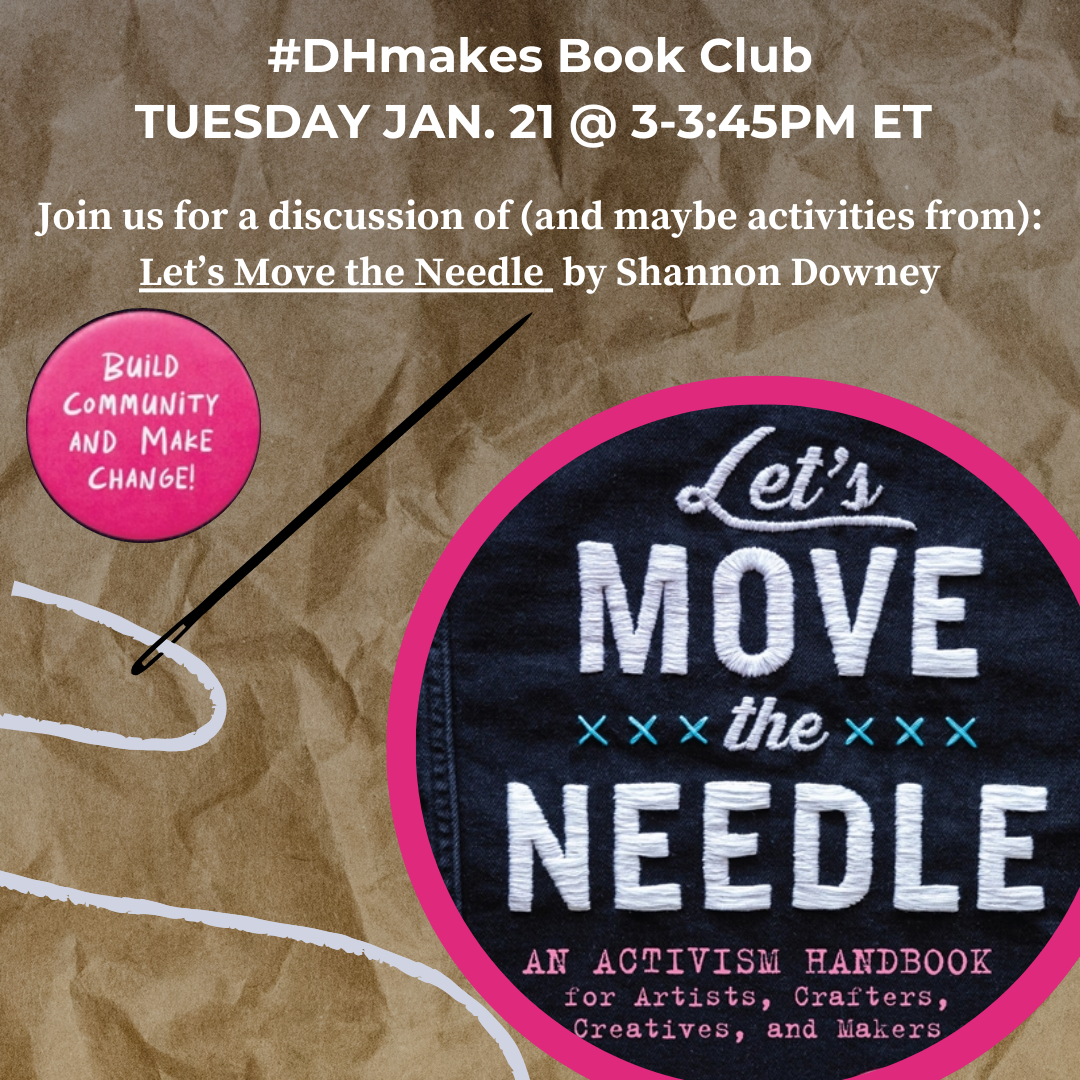 #DHmakes Book Club
TUESDAY JAN. 21 @ 3-3:45PM ET
Join us for a discussion of (and maybe activities from):
Let’s Move the Needle by Shannon Downey
BUILD
COMMUNITY
AND MAKE
CHANGE!
Let's
MOVE
the
NEEDLE
AN ACTIVISM HANDBOOK
for Artists, Crafters,
Creatives, and Makers